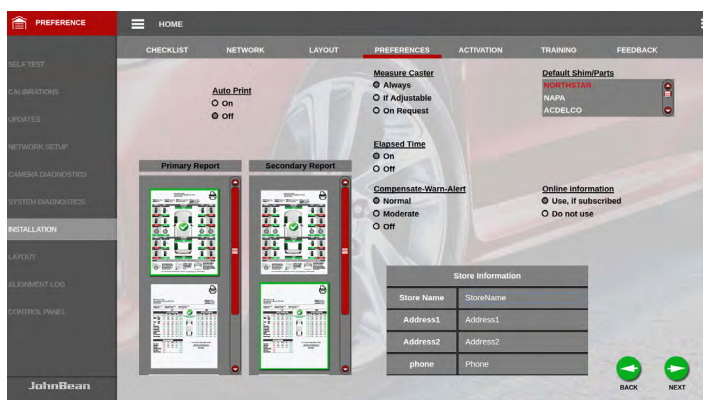 PREFERENCE
HOME
CHECKLIST NETWORK LAYOUT PREFERENCES ACTIVATION TRAINING FEEDBACK
SELF TEST
CALIBRATIONS
UPDATES
NETWORK SETUP
CAMERA DIAGNOSTICS
SYSTEM DIAGNOSTICS
INSTALLATION
LAYOUT
ALIGNMENT LOG
CONTROL PANEL
JohnBean
Auto Print
On
Off
Measure Caster
Always
If Adjustable
On Request
Default Shim/Parts
NORTHSTAR
NAPA
ACDELCO
Elapsed Time
On
Off
Primary Report
Secondary Report
Compensate-Warn-Alert
Normal
Moderate
Off
Online information
Use, if subscribed
Do not use
Store Information
Store Name StoreName
Address1 Address1
Address2 Address2
phone Phone
BACK NEXT